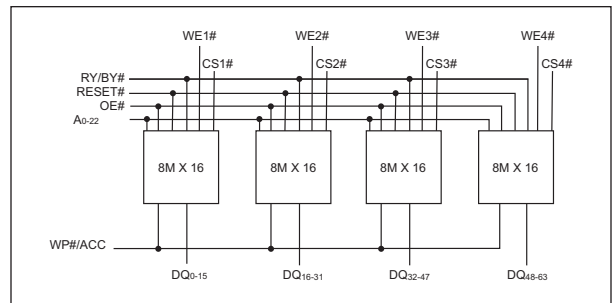 WE1# WE2# WE3# WE4#
CS1# CS2# CS3# CS4#
RY/BY#
RESET#
OE#
A0-22
8M X 16 8M X 16 8M X 16 8M X 16
WP#/ACC
DQ0-15 DQ16-31 DQ32-47 DQ48-63